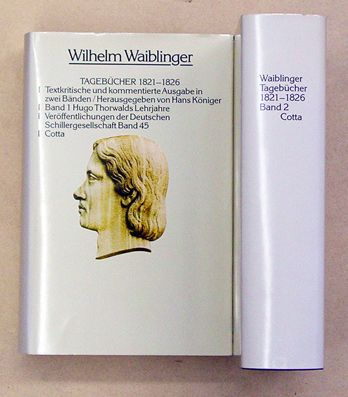 Wilhelm Waiblinger
TAGEBÜCHER 1821–1826
Textkritische und kommentierte Ausgabe in
zwei Bänden / Herausgegeben von Hans Königer
Band 1 Hugo Thorwalds Lehrjahre
Veröffentlichungen der Deutschen
Schillergesellschaft Band 45
Cotta
Waiblinger
Tagebücher
1821–1826
Band 2
Cotta